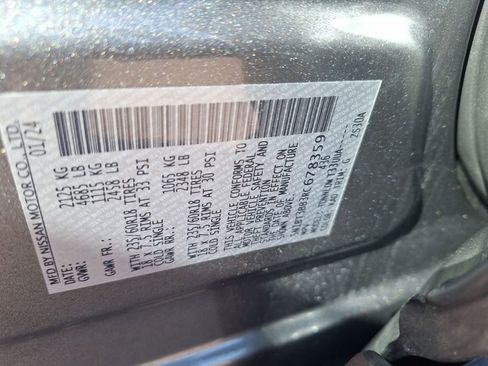 MFD BY NISSAN MOTOR CO., LTD.
DATE: 01/24
GVWR: 2125 KG
4685 LB
GAWR FR.: 1115 KG
2458 LB
WITH 235/60R18 TIRES
18 X 7.5 RIMS AT 33 PSI
COLD SINGLE
GAWR RR.: 1065 KG
2348 LB
WITH 235/60R18 TIRES
18 X 7.5 RIMS AT 30 PSI
COLD SINGLE
THIS VEHICLE CONFORMS TO
ALL APPLICABLE FEDERAL
MOTOR VEHICLE SAFETY AND
THEFT PREVENTION
STANDARDS IN EFFECT ON
THE DATE OF MANUFACTURE
SHOWN ABOVE.
678359
TRIM: G
ZS30A